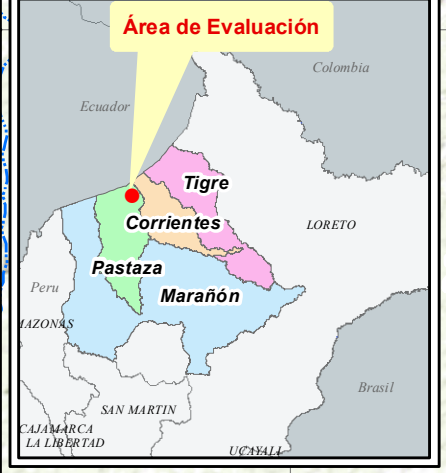 Área de Evaluación
Colombia
Ecuador
Tigre
Corrientes
LORETO
Pastaza
Peru
Marañón
MAZONAS
Brasil
SAN MARTIN
CAJAMARCA
LA LIBERTAD
UCAYALI